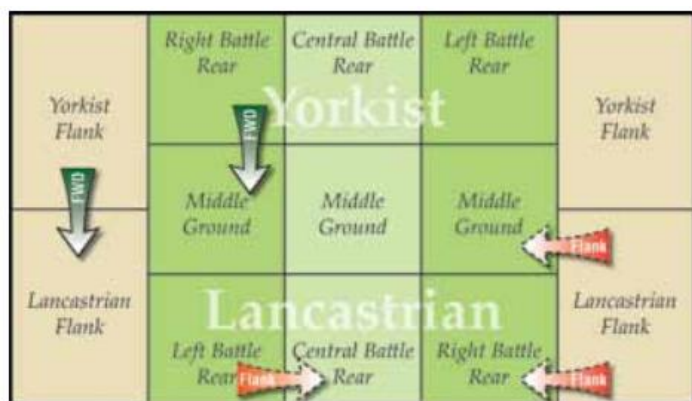 Right Battle
Rear
Central Battle
Rear
Left Battle
Rear
Yorkist
Yorkist
Flank
Yorkist
Flank
FWD
FWD
Middle
Ground
Middle
Ground
Middle
Ground
Flank
Lancastrian
Flank
Lancastrian
Flank
Lancastrian
Left Battle
Rear
Central Battle
Rear
Right Battle
Rear
Flank
Flank